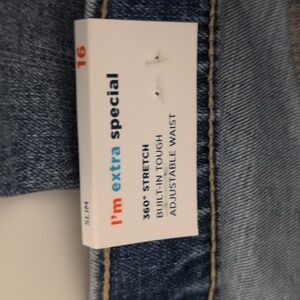 SLIM
16
I'm extra special
360° STRETCH
BUILT-IN TOUGH
ADJUSTABLE WAIST